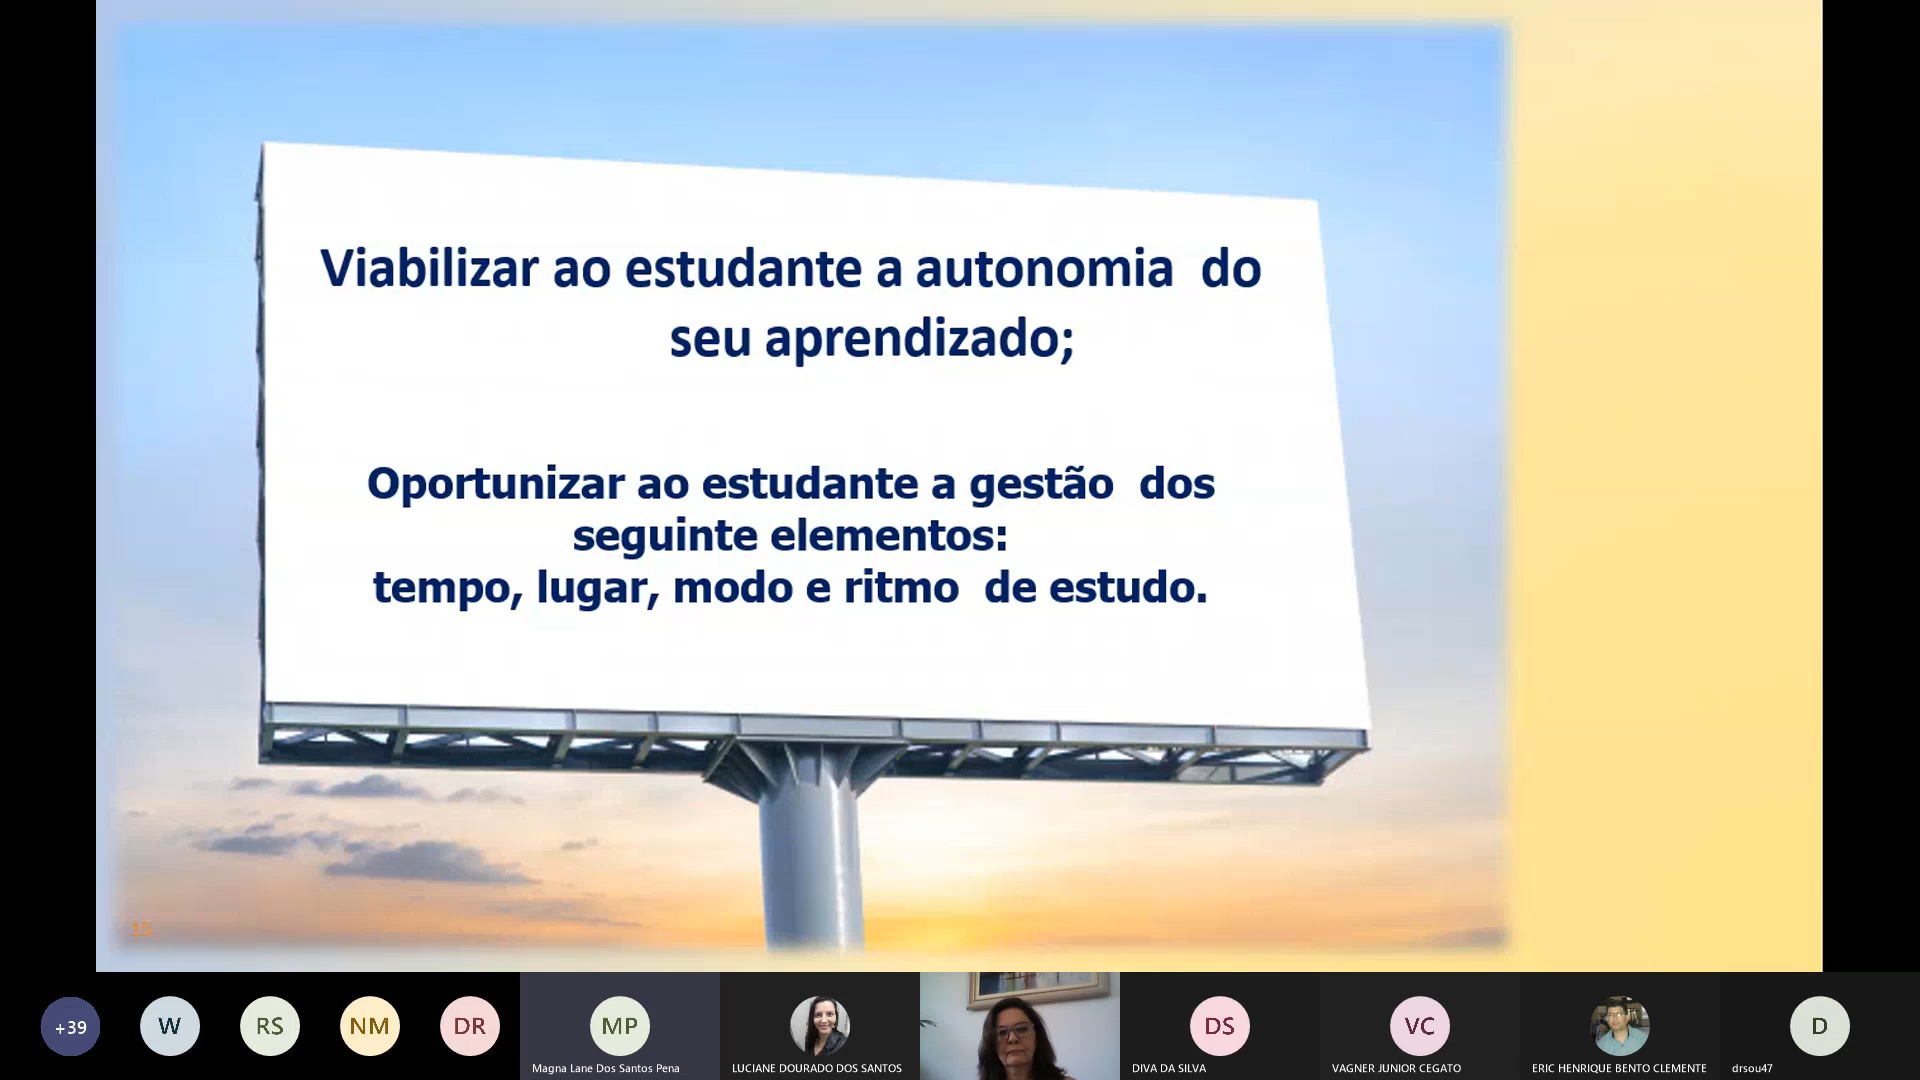 Viabilizar ao estudante a autonomia do
seu aprendizado;
Oportunizar ao estudante a gestão dos
seguinte elementos:
tempo, lugar, modo e ritmo de estudo.
+39
W
RS
NM
DR
MP
DS
VC
D
Magna Lane Dos Santos Pena
LUCIANE DOURADO DOS SANTOS
DIVA DA SILVA
VAGNER JUNIOR CEGATO
ERIC HENRIQUE BENTO CLEMENTE
drsou47